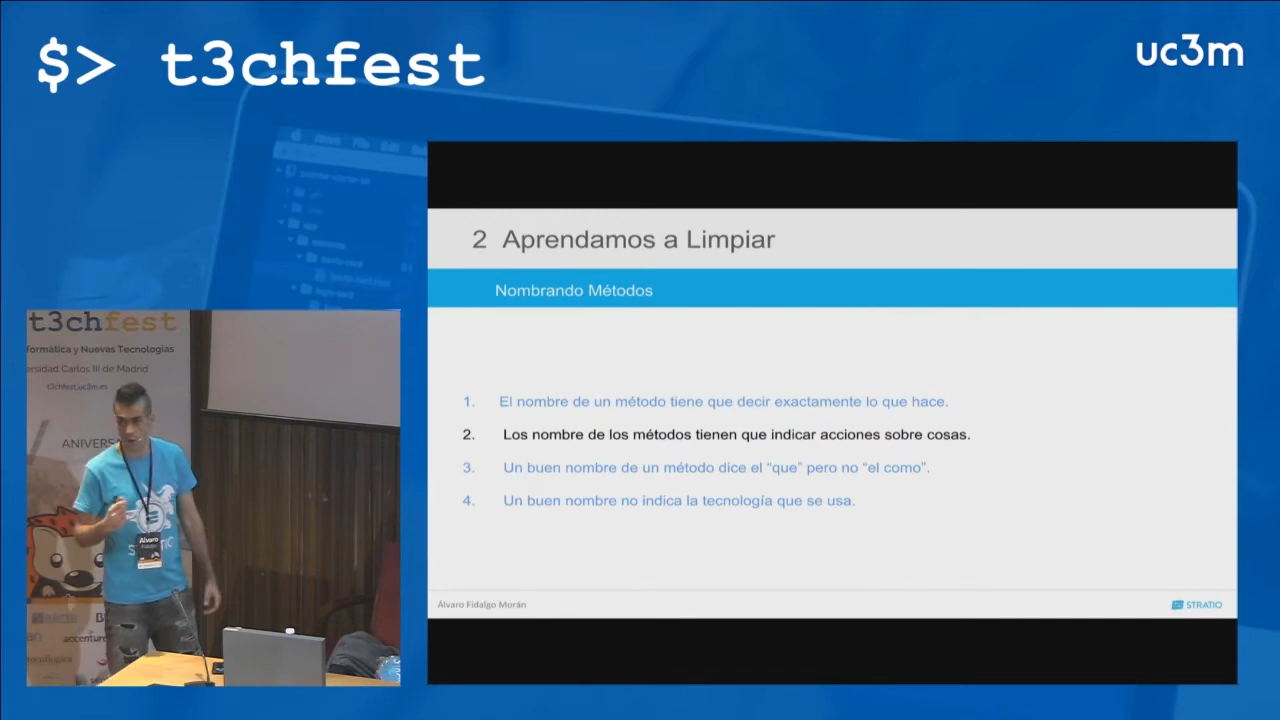 $> t3chfest
uc3m
2 Aprendamos a Limpiar
Nombrando Métodos
1. El nombre de un método tiene que decir exactamente lo que hace.
2. Los nombre de los métodos tienen que indicar acciones sobre cosas.
3. Un buen nombre de un método dice el “que” pero no “el como”.
4. Un buen nombre no indica la tecnología que se usa.
Álvaro Fidalgo Morán
STRATIO
t3chfest
formática y Nuevas Tecnologías
ersidad Carlos III de Madrid
t3chfest.uc3m.es
ANIVERSA
Álvaro
accenture